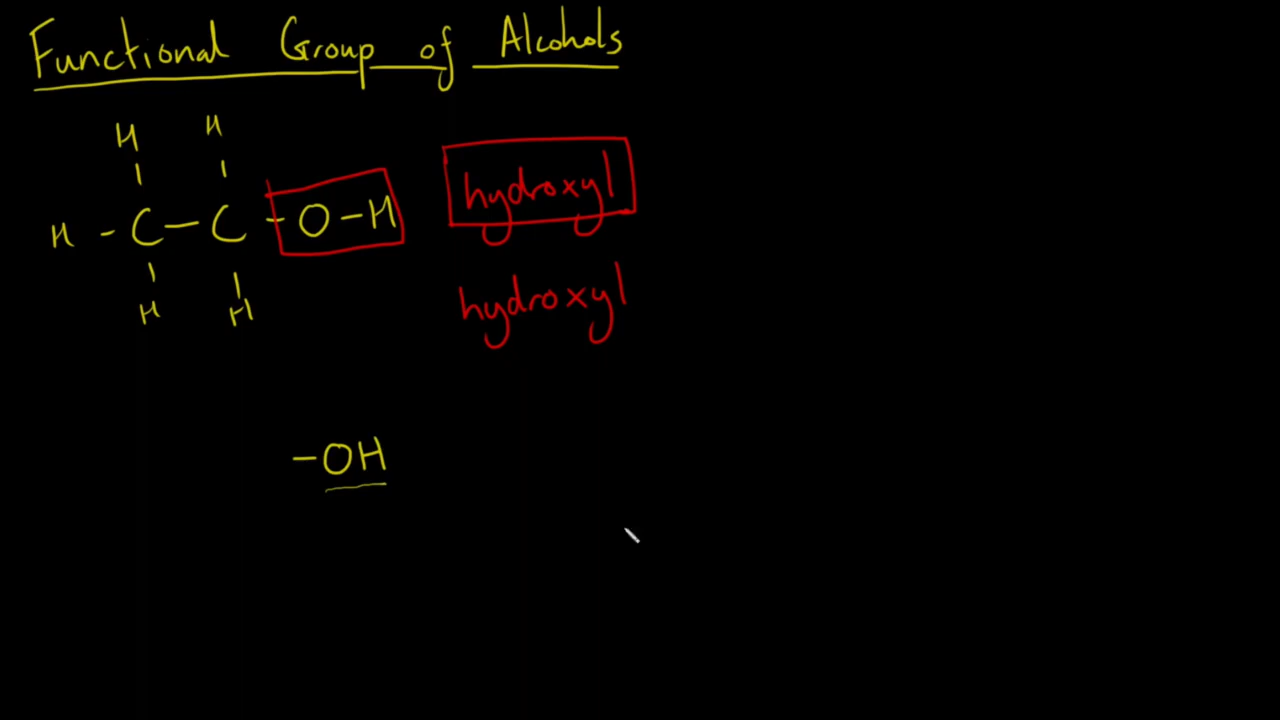 Functional Group of Alcohols
H H
H - C - C - O - H hydroxyl
H H hydroxyl
-OH